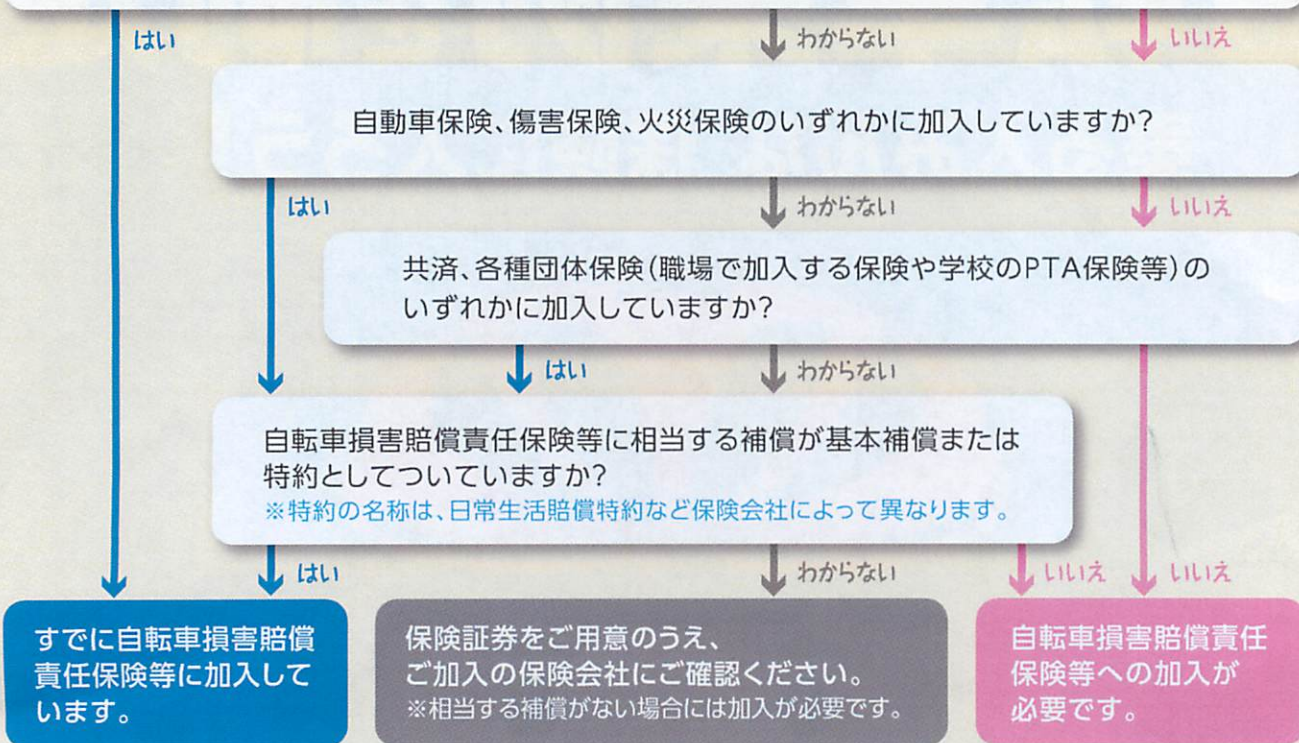 はい
わからない
いいえ
自動車保険、傷害保険、火災保険のいずれかに加入していますか?
はい
わからない
いいえ
共済、各種団体保険(職場で加入する保険や学校のPTA保険等)の
いずれかに加入していますか?
はい
わからない
自転車損害賠償責任保険等に相当する補償が基本補償または
特約としてついていますか?
※特約の名称は、日常生活賠償特約など保険会社によって異なります。
はい
わからない
いいえ
いいえ
すでに自転車損害賠償
責任保険等に加入して
います。
保険証券をご用意のうえ、
ご加入の保険会社にご確認ください。
※相当する補償がない場合には加入が必要です。
自転車損害賠償責任
保険等への加入が
必要です。